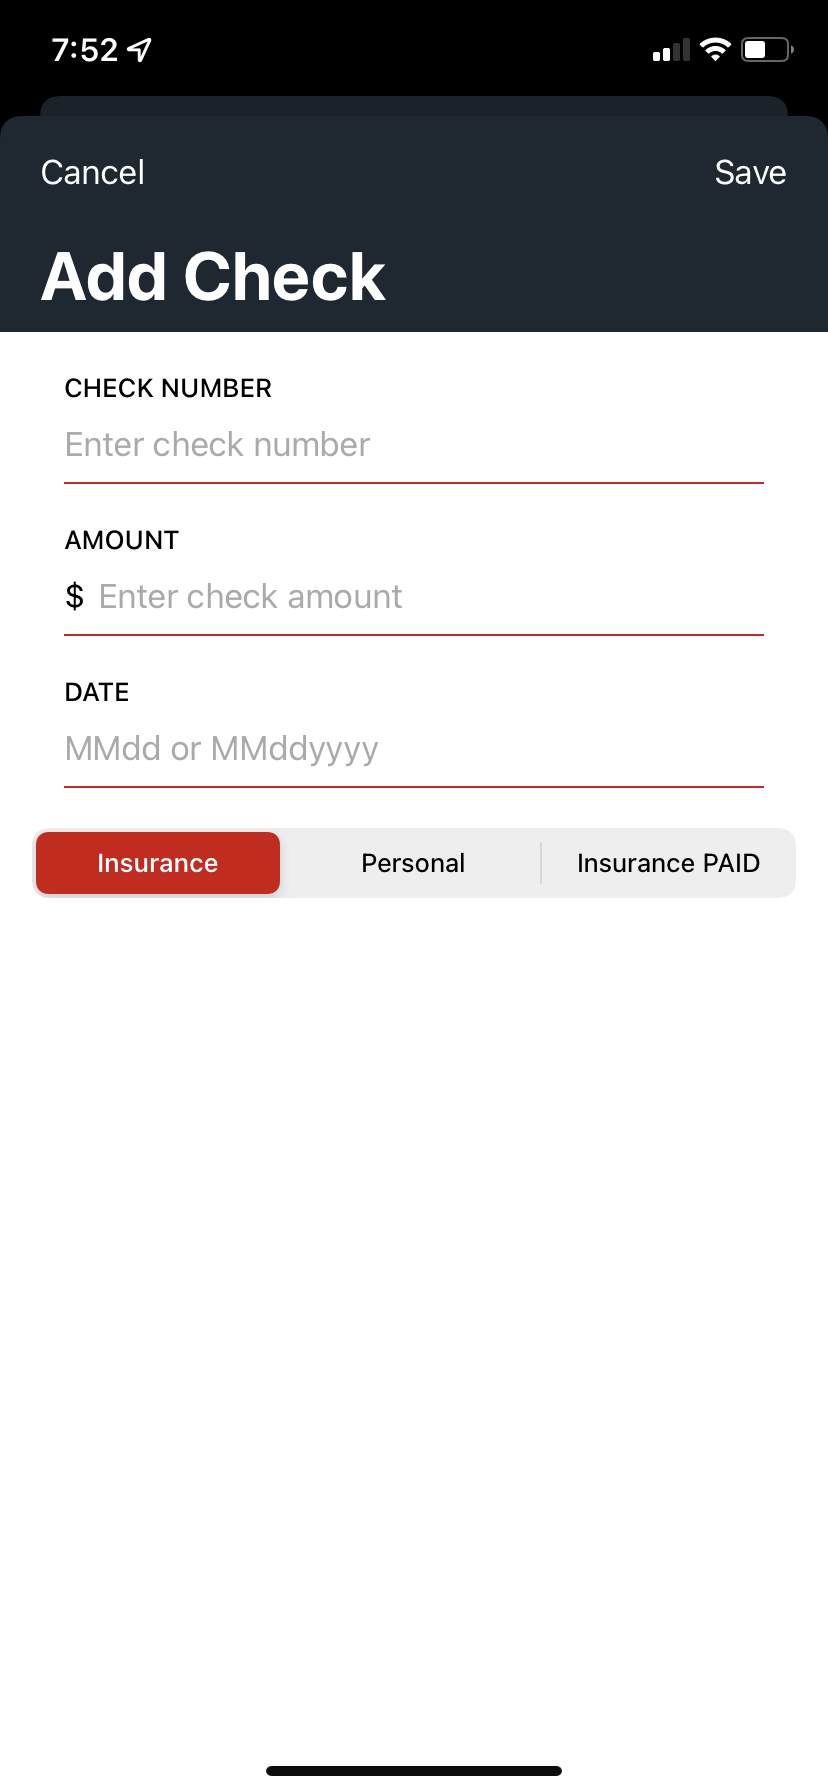 7:52
Cancel Save
Add Check
CHECK NUMBER
Enter check number
AMOUNT
$ Enter check amount
DATE
MMdd or MMddyyyy
Insurance Personal Insurance PAID